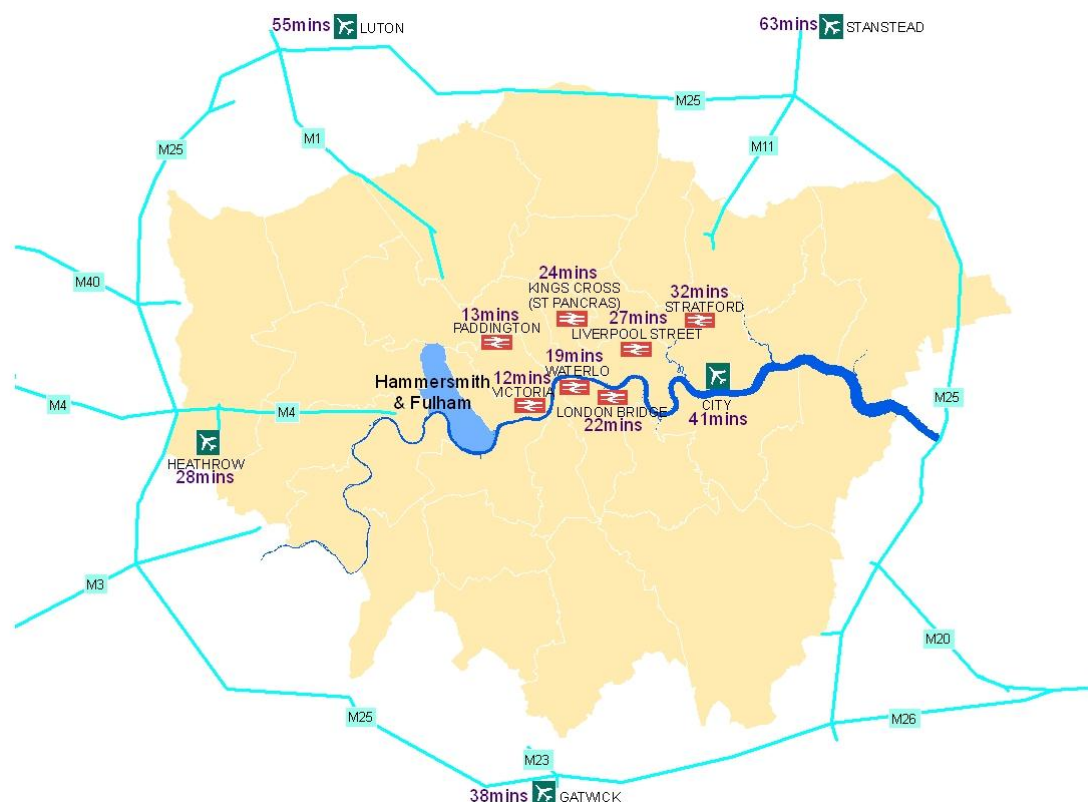 55mins
LUTON
63mins
STANSTEAD
M25
M1
M11
M25
M40
24mins
KINGS CROSS
(ST PANCRAS)
32mins
STRATFORD
13mins
PADDINGTON
27mins
LIVERPOOL STREET
19mins
WATERLO
Hammersmith
& Fulham
12mins
VICTORIA
LONDON BRIDGE
22mins
CITY
41mins
M4
M4
M25
HEATHROW
28mins
M3
M20
M25
M26
M23
38mins
GATWICK